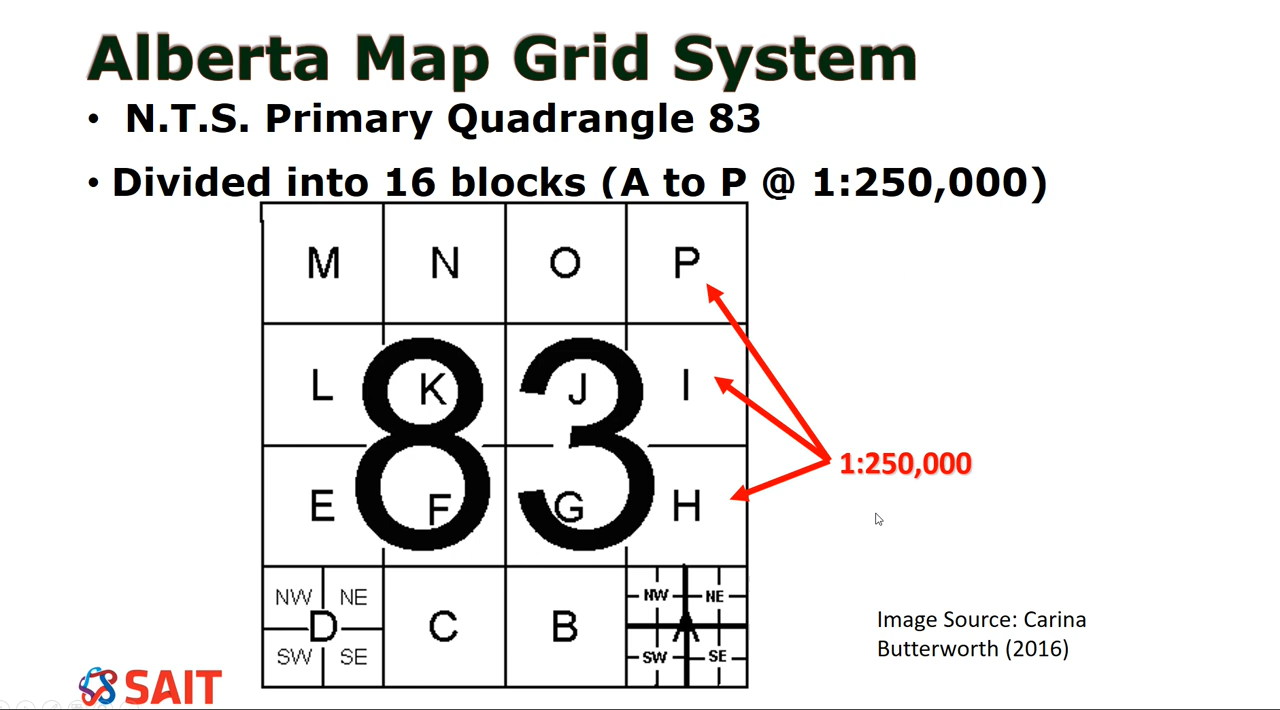 Alberta Map Grid System
• N.T.S. Primary Quadrangle 83
• Divided into 16 blocks (A to P @ 1:250,000)
M N O P
L K J I
83
1:250,000
E F G H
NW NE
D
SW SE
C
B
NW NE
A
SW SE
Image Source: Carina
Butterworth (2016)
SAIT